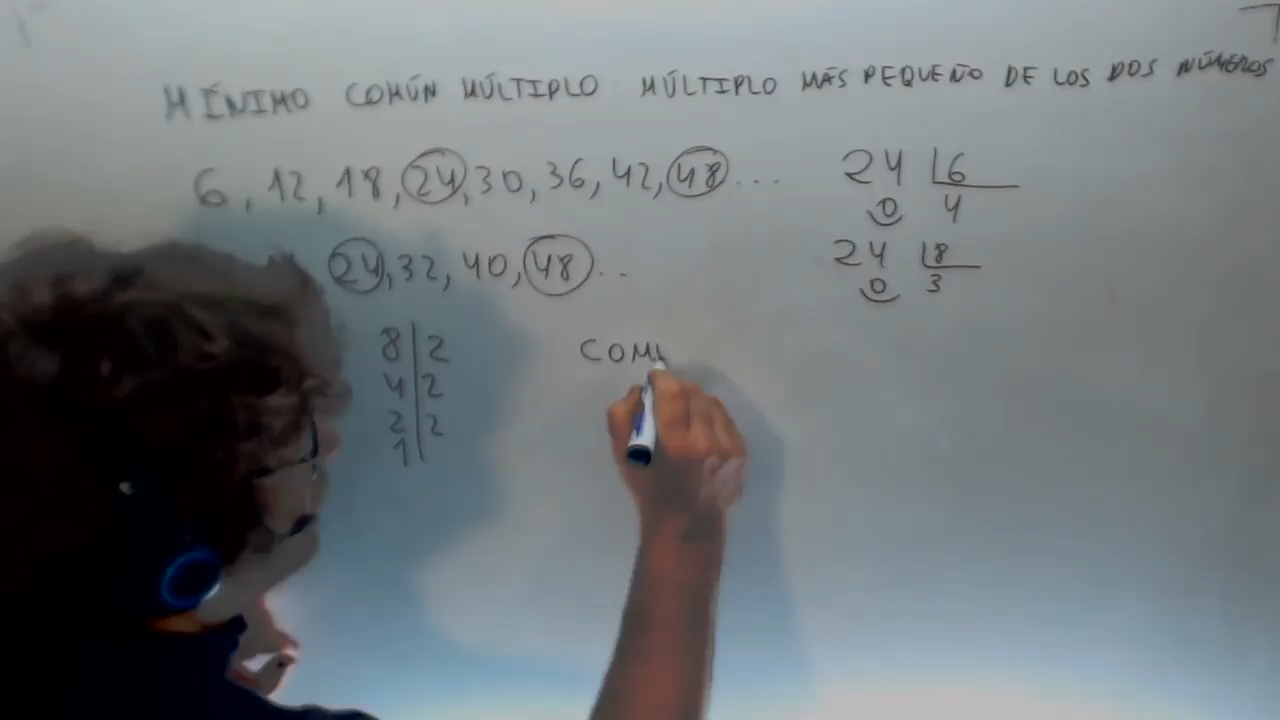 MÍNIMO COMÚN MÚLTIPLO: MÚLTIPLO MÁS PEQUEÑO DE LOS DOS NÚMEROS
6, 12, 18, 24, 30, 36, 42, 48 ...
24, 32, 40, 48 ...
24 6
0 4
24 8
0 3
8 2
4 2
2 2
1
COMU